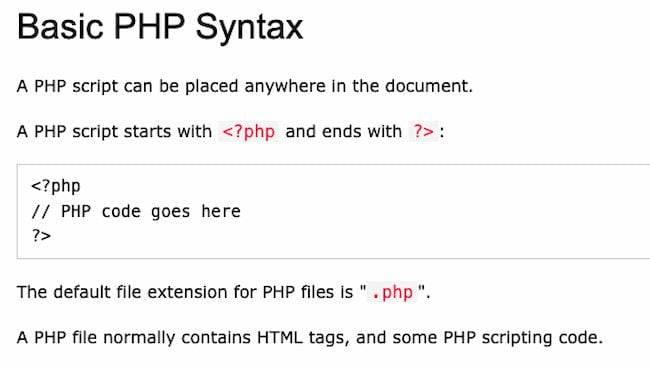 Basic PHP Syntax
A PHP script can be placed anywhere in the document.
A PHP script starts with <?php and ends with ?>:
<?php
// PHP code goes here
?>
The default file extension for PHP files is ".php".
A PHP file normally contains HTML tags, and some PHP scripting code.